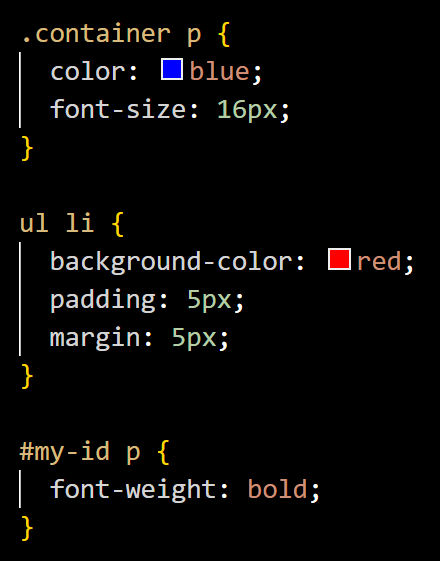 .container p {
  color: blue;
  font-size: 16px;
}

ul li {
  background-color: red;
  padding: 5px;
  margin: 5px;
}

#my-id p {
  font-weight: bold;
}